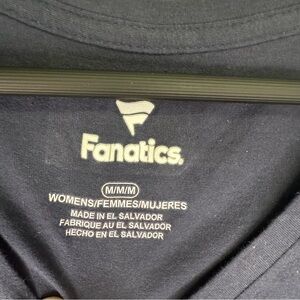 Fanatics.
M/M/M
WOMENS/FEMMES/MUJERES
MADE IN EL SALVADOR
FABRIQUE AU EL SALVADOR
HECHO EN EL SALVADOR